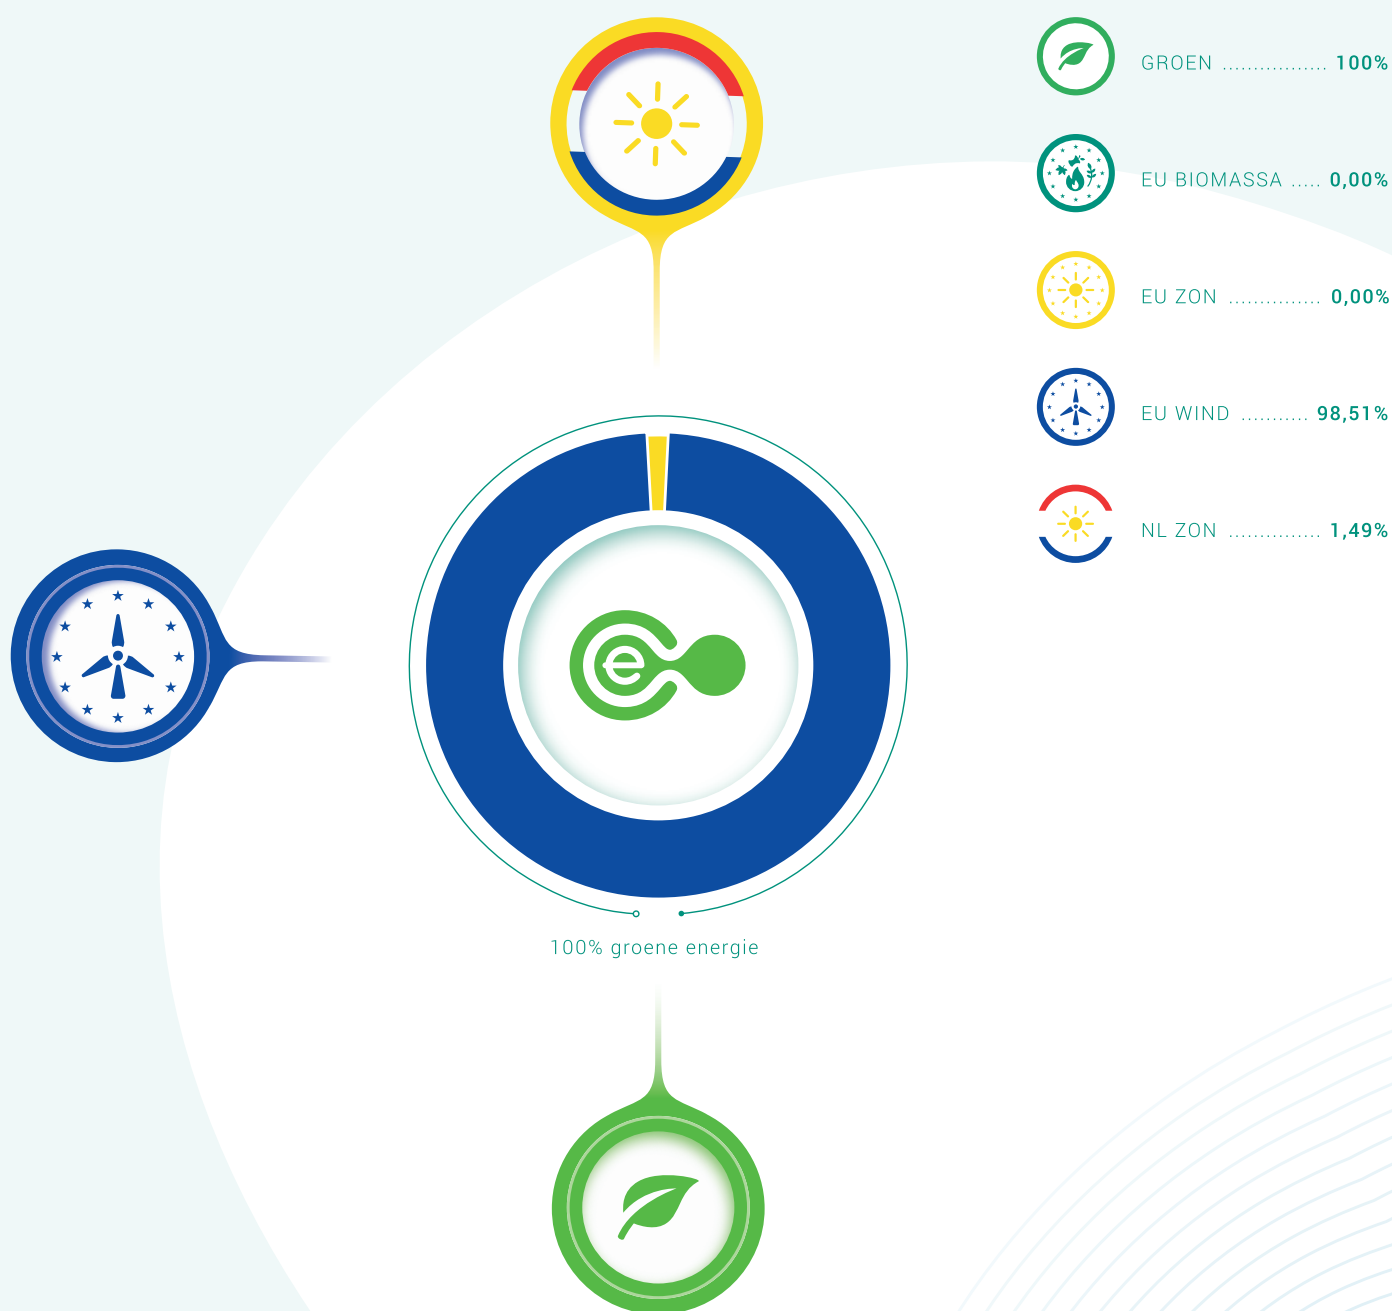 GROEN ................ 100%
EU BIOMASSA ..... 0,00%
EU ZON ............... 0,00%
EU WIND ........... 98,51%
NL ZON ............... 1,49%
e
100% groene energie